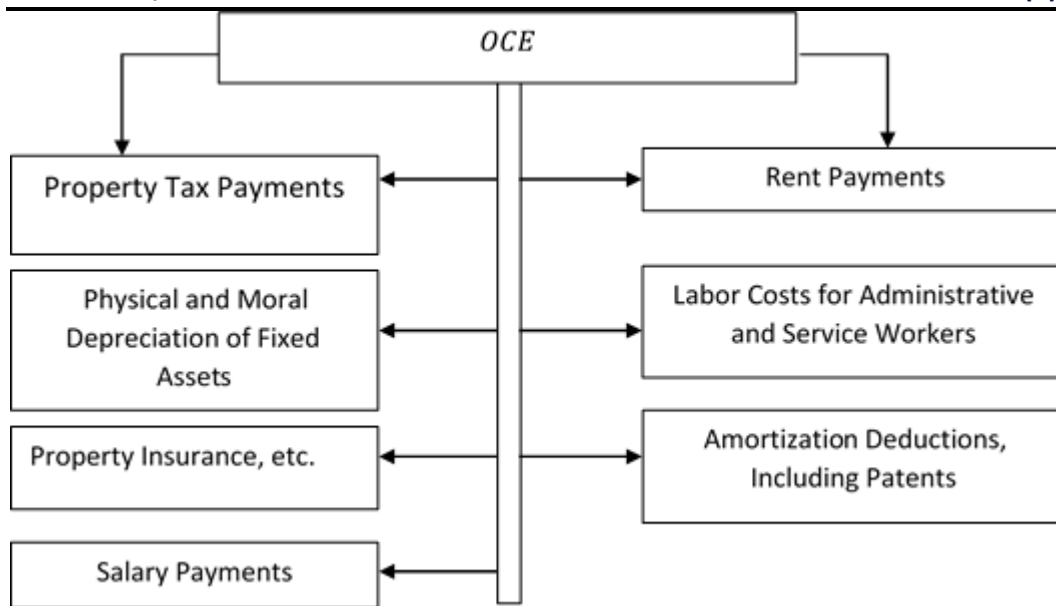 OCE
Property Tax Payments
Rent Payments
Physical and Moral
Depreciation of Fixed
Assets
Labor Costs for Administrative
and Service Workers
Property Insurance, etc.
Amortization Deductions,
Including Patents
Salary Payments